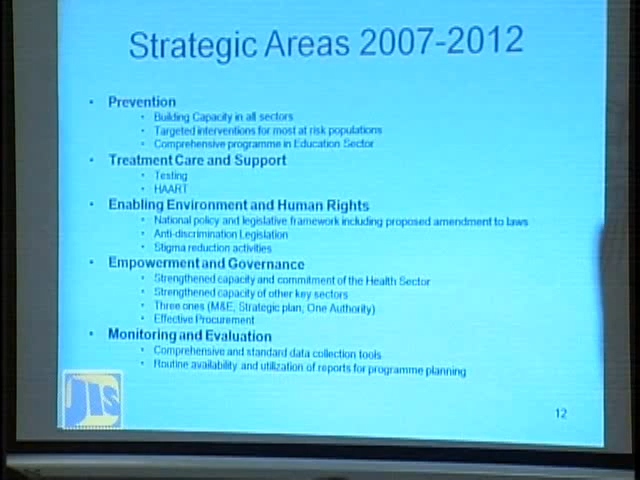 Strategic Areas 2007-2012
• Prevention
• Building Capacity in all sectors
• Targeted interventions for most at risk populations
• Comprehensive programme in Education Sector
• Treatment Care and Support
• Testing
• HAART
• Enabling Environment and Human Rights
• National policy and legislative framework including proposed amendment to laws
• Anti-discrimination Legislation
• Stigma reduction activities
• Empowerment and Governance
• Strengthened capacity and commitment of the Health Sector
• Strengthened capacity of other key sectors
• Three ones (M&E, Strategic plan, One Authority)
• Effective Procurement
• Monitoring and Evaluation
• Comprehensive and standard data collection tools
• Routine availability and utilization of reports for programme planning
JIS
12